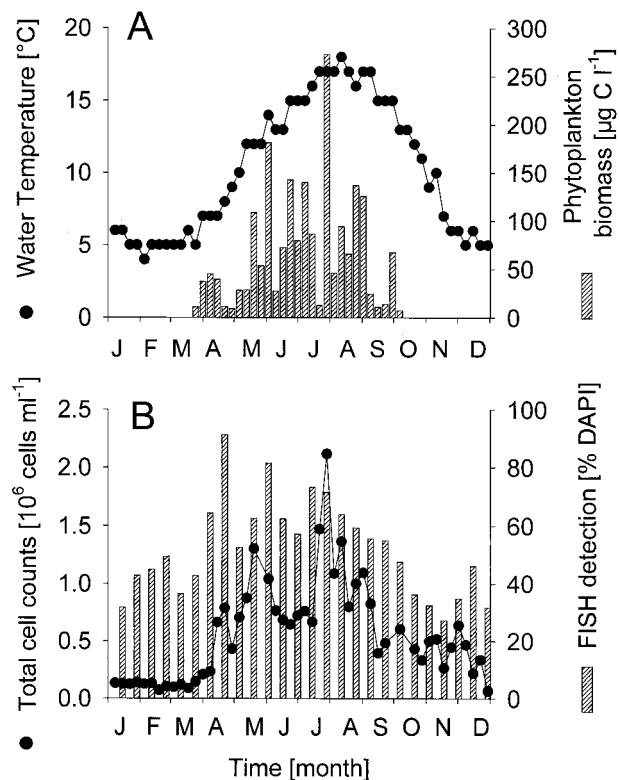 A
Water Temperature [°C]
20
15
10
5
0
300
250
200
150
100
50
0
Phytoplankton
biomass [µg C l⁻¹]
J F M A M J J A S O N D
B
Total cell counts [10⁶ cells ml⁻¹]
2.5
2.0
1.5
1.0
0.5
0.0
100
80
60
40
20
0
FISH detection [% DAPI]
J F M A M J J A S O N D
Time [month]